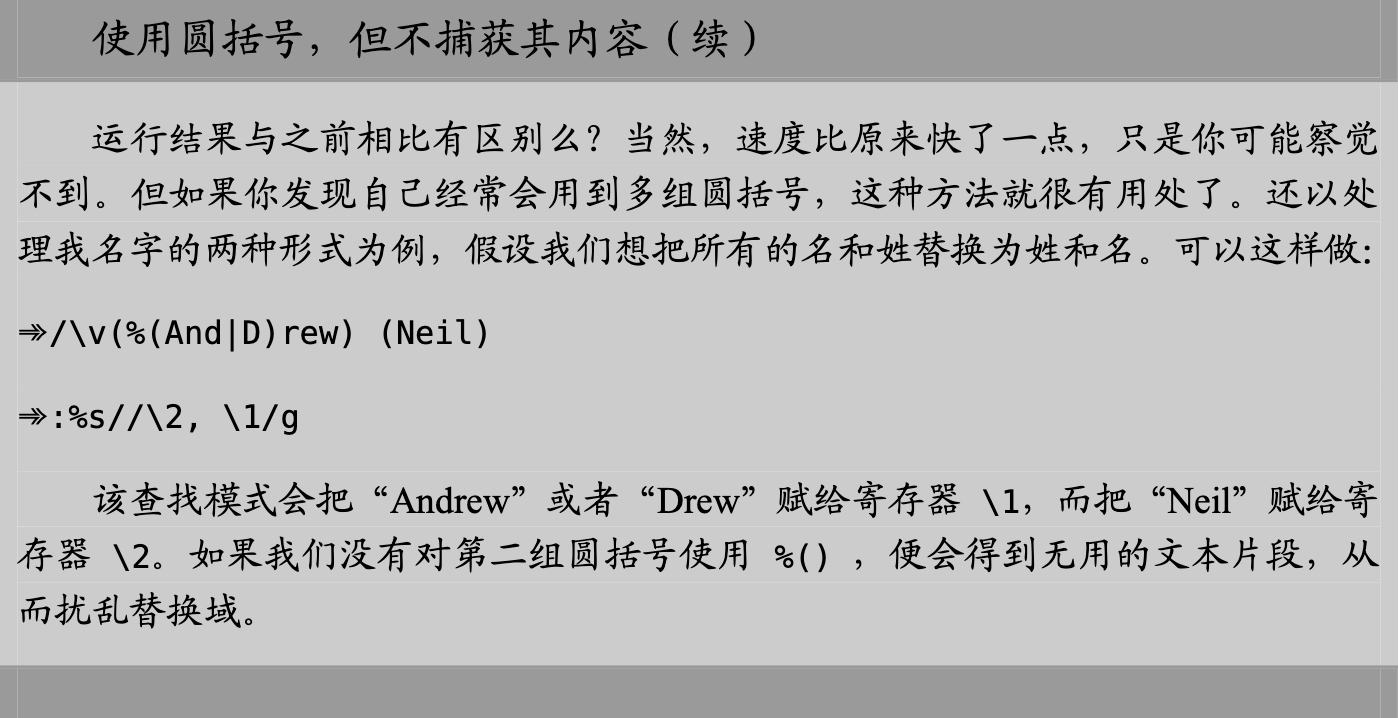 使用圆括号，但不捕获其内容（续）
运行结果与之前相比有区别么？当然，速度比原来快了一点，只是你可能察觉
不到。但如果你发现自己经常会用到多组圆括号，这种方法就很有用处了。还以处
理我名字的两种形式为例，假设我们想把所有的名和姓替换为姓和名。可以这样做：
⇒/\v(%(And|D)rew) (Neil)
⇒:%s//\2, \1/g
该查找模式会把“Andrew”或者“Drew”赋给寄存器 \1，而把“Neil”赋给寄
存器 \2。如果我们没有对第二组圆括号使用 %() ，便会得到无用的文本片段，从
而扰乱替换域。